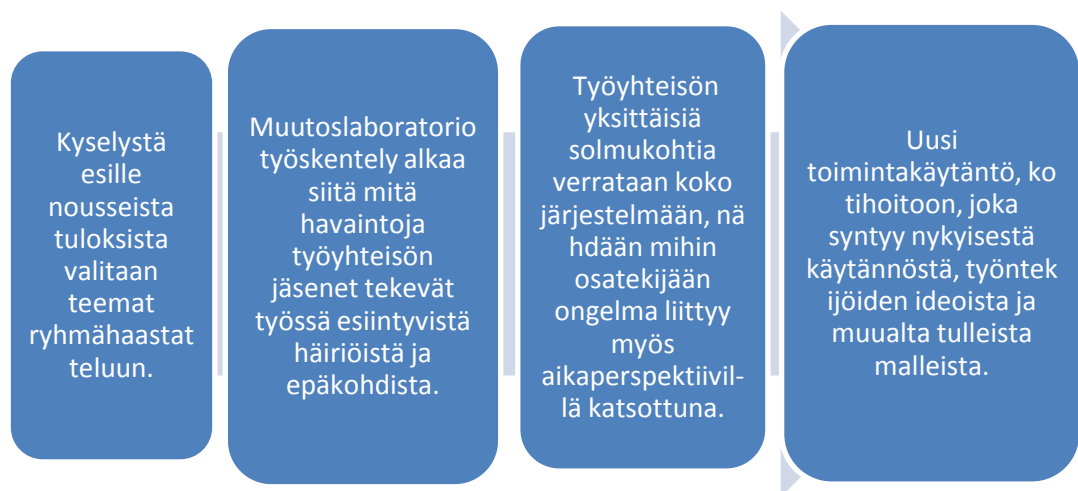 Kyselystä
esille
nousseista
tuloksista
valitaan
teemat
ryhmähaastat
teluun.
Muutoslaboratorio
työskentely alkaa
siitä mitä
havaintoja
työyhteisön
jäsenet tekevät
työssä esiintyvistä
häiriöistä ja
epäkohdista.
Työyhteisön
yksittäisiä
solmukohtia
verrataan koko
järjestelmään, nä
hdään mihin
osatekijään
ongelma liittyy
myös
aikaperspektiivil-
lä katsottuna.
Uusi
toimintakäytäntö, ko
tihoitoon, joka
syntyy nykyisestä
käytännöstä, työntek
ijöiden ideoista ja
muualta tulleista
malleista.